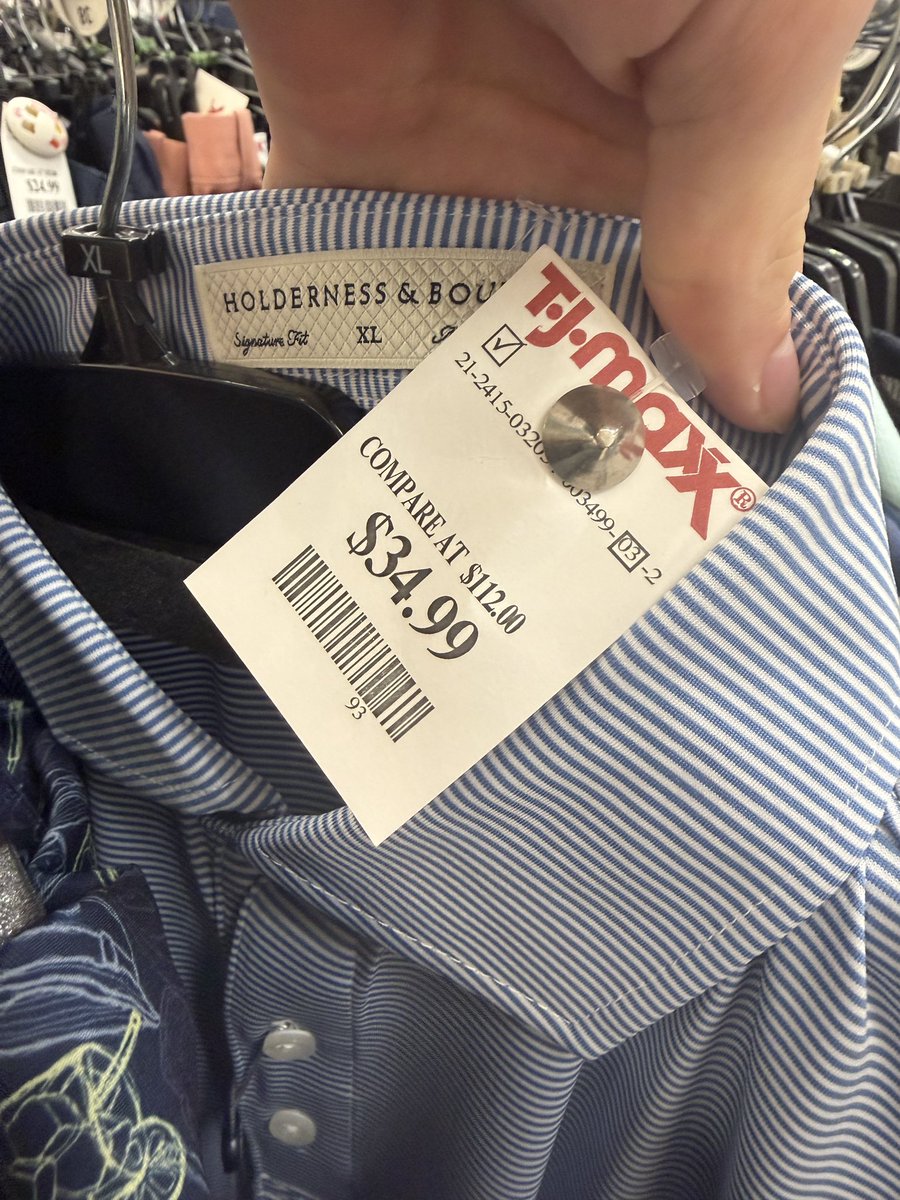 $24.99
XL
HOLDERNESS & BOU
Signature Fit XL
T·J·maxx®
21-2415-0320 003499-03-2
COMPARE AT $112.00
$34.99
93